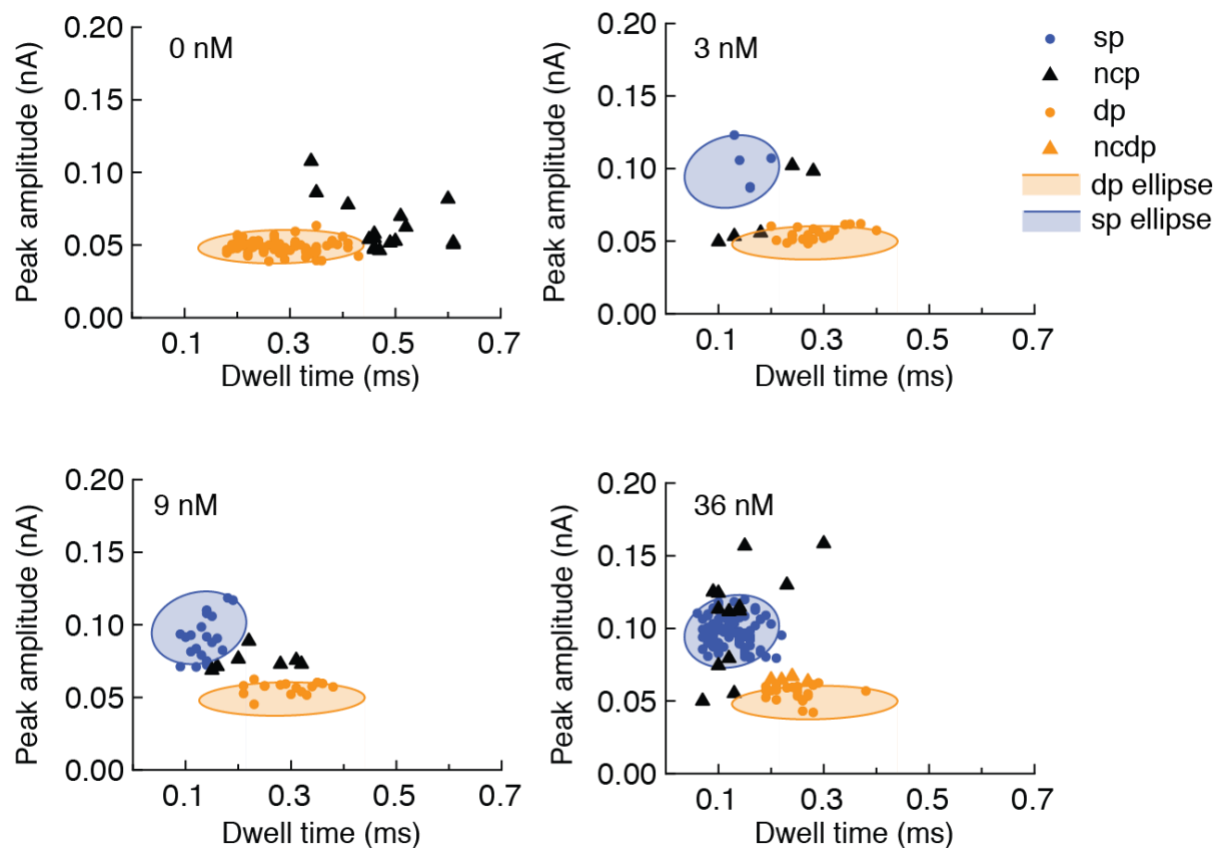 0 nM
Peak amplitude (nA)
0.20
0.15
0.10
0.05
0.00
0.1
0.3
0.5
0.7
Dwell time (ms)
3 nM
Peak amplitude (nA)
0.20
0.15
0.10
0.05
0.00
0.1
0.3
0.5
0.7
Dwell time (ms)
sp
ncp
dp
ncdp
dp ellipse
sp ellipse
9 nM
Peak amplitude (nA)
0.20
0.15
0.10
0.05
0.00
0.1
0.3
0.5
0.7
Dwell time (ms)
36 nM
Peak amplitude (nA)
0.20
0.15
0.10
0.05
0.00
0.1
0.3
0.5
0.7
Dwell time (ms)